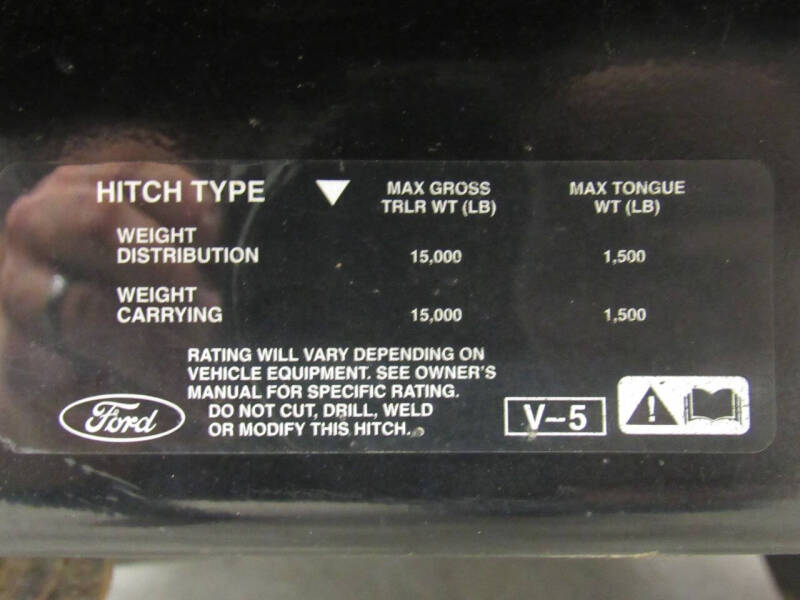 HITCH TYPE ▼ MAX GROSS TRLR WT (LB) MAX TONGUE WT (LB)
WEIGHT DISTRIBUTION 15,000 1,500
WEIGHT CARRYING 15,000 1,500
RATING WILL VARY DEPENDING ON
VEHICLE EQUIPMENT. SEE OWNER'S
MANUAL FOR SPECIFIC RATING.
DO NOT CUT, DRILL, WELD
OR MODIFY THIS HITCH.
Ford
V-5